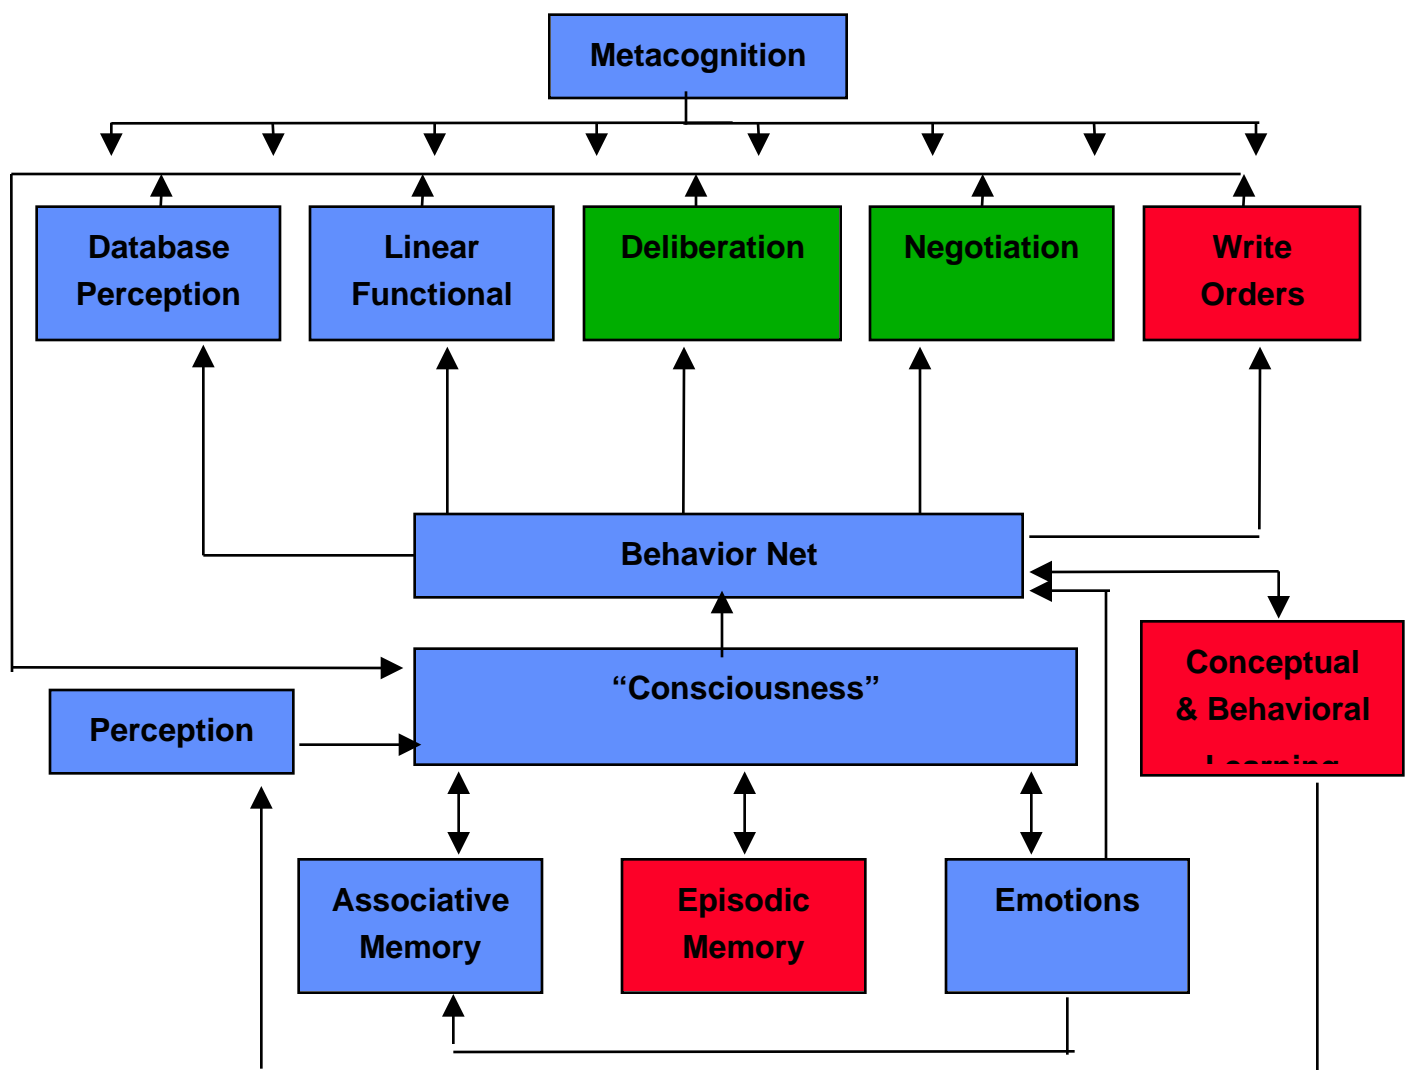 Metacognition
Database
Perception
Linear
Functional
Deliberation
Negotiation
Write
Orders
Behavior Net
“Consciousness”
Perception
Conceptual
& Behavioral
Learning
Associative
Memory
Episodic
Memory
Emotions